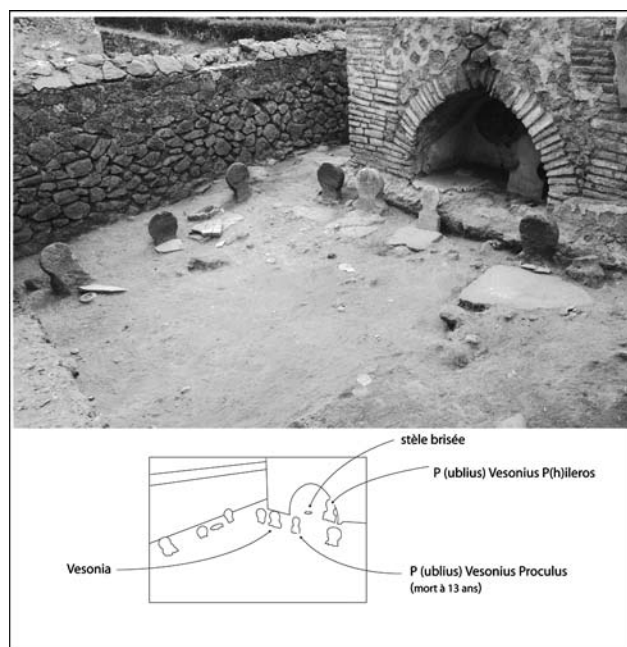 stèle brisée
P (ublius) Vesonius P(h)ileros
Vesonia
P (ublius) Vesonius Proculus
(mort à 13 ans)